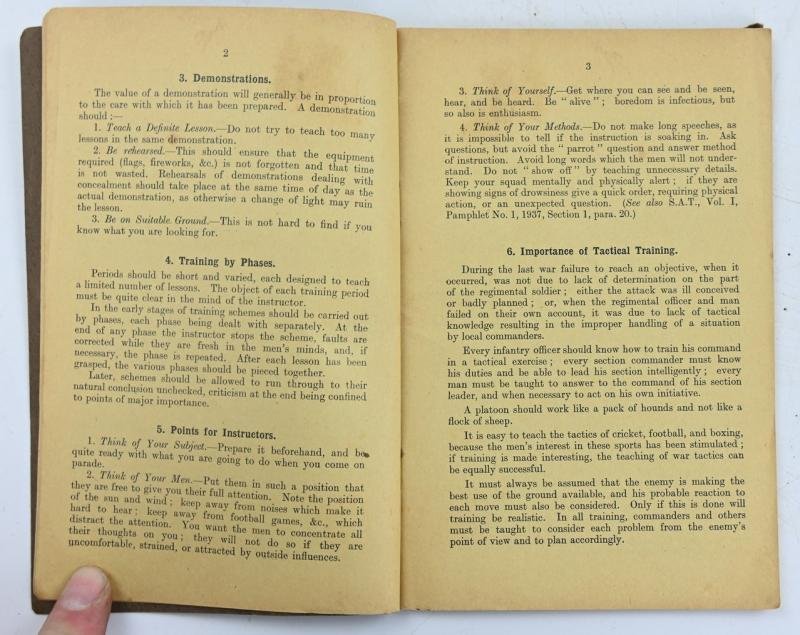 2
3. Demonstrations.
The value of a demonstration will generally be in proportion
to the care with which it has been prepared. A demonstration
should ;—
1. Teach a Definite Lesson.—Do not try to teach too many
lessons in the same demonstration.
2. Be rehearsed.—This should ensure that the equipment
required (flags, fireworks, &c.) is not forgotten and that time
is not wasted. Rehearsals of demonstrations dealing with
concealment should take place at the same time of day as the
actual demonstration, as otherwise a change of light may ruin
the lesson.
3. Be on Suitable Ground.—This is not hard to find if you
know what you are looking for.
4. Training by Phases.
Periods should be short and varied, each designed to teach
a limited number of lessons. The object of each training period
must be quite clear in the mind of the instructor.
In the early stages of training schemes should be carried out
by phases, each phase being dealt with separately. At the
end of any phase the instructor stops the scheme, faults are
corrected while they are fresh in the men's minds, and, if
necessary, the phase is repeated. After each lesson has been
grasped, the various phases should be pieced together.
Later, schemes should be allowed to run through to their
natural conclusion unchecked, criticism at the end being confined
to points of major importance.
5. Points for Instructors.
1. Think of Your Subject.—Prepare it beforehand, and be
quite ready with what you are going to do when you come on
parade.
2. Think of Your Men.—Put them in such a position that
they are free to give you their full attention. Note the position
of the sun and wind ; keep away from noises which make it
hard to hear ; keep away from football games, &c., which
distract the attention. You want the men to concentrate all
their thoughts on you ; they will not do so if they are
uncomfortable, strained, or attracted by outside influences.
3
3. Think of Yourself.—Get where you can see and be seen,
hear, and be heard. Be " alive " ; boredom is infectious, but
so also is enthusiasm.
4. Think of Your Methods.—Do not make long speeches, as
it is impossible to tell if the instruction is soaking in. Ask
questions, but avoid the " parrot " question and answer method
of instruction. Avoid long words which the men will not under-
stand. Do not " show off " by teaching unnecessary details.
Keep your squad mentally and physically alert ; if they are
showing signs of drowsiness give a quick order, requiring physical
action, or an unexpected question. (See also S.A.T., Vol. I,
Pamphlet No. 1, 1937, Section 1, para. 20.)
6. Importance of Tactical Training.
During the last war failure to reach an objective, when it
occurred, was not due to lack of determination on the part
of the regimental soldier ; either the attack was ill conceived
or badly planned ; or, when the regimental officer and man
failed on their own account, it was due to lack of tactical
knowledge resulting in the improper handling of a situation
by local commanders.
Every infantry officer should know how to train his command
in a tactical exercise ; every section commander must know
his duties and be able to lead his section intelligently ; every
man must be taught to answer to the command of his section
leader, and when necessary to act on his own initiative.
A platoon should work like a pack of hounds and not like a
flock of sheep.
It is easy to teach the tactics of cricket, football, and boxing,
because the men's interest in these sports has been stimulated ;
if training is made interesting, the teaching of war tactics can
be equally successful.
It must always be assumed that the enemy is making the
best use of the ground available, and his probable reaction to
each move must also be considered. Only if this is done will
training be realistic. In all training, commanders and others
must be taught to consider each problem from the enemy's
point of view and to plan accordingly.